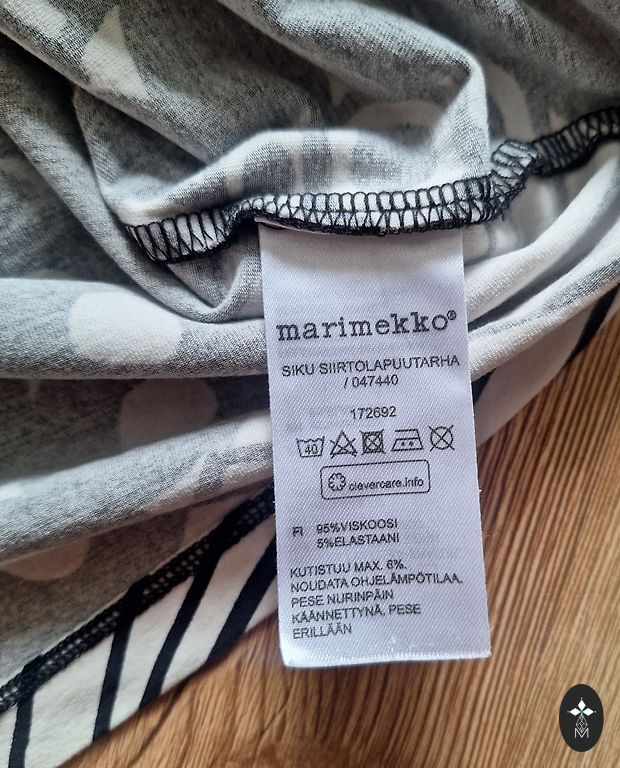 marimekko®
SIKU SIIRTOLAPUUTARHA
/ 047440
172692
40
clevercare.info
FI 95%VISKOOSI
5%ELASTAANI
KUTISTUU MAX. 6%.
NOUDATA OHJELÄMPÖTILAA,
PESE NURINPÄIN
KÄÄNNETTYNÄ, PESE
ERILLÄÄN
M